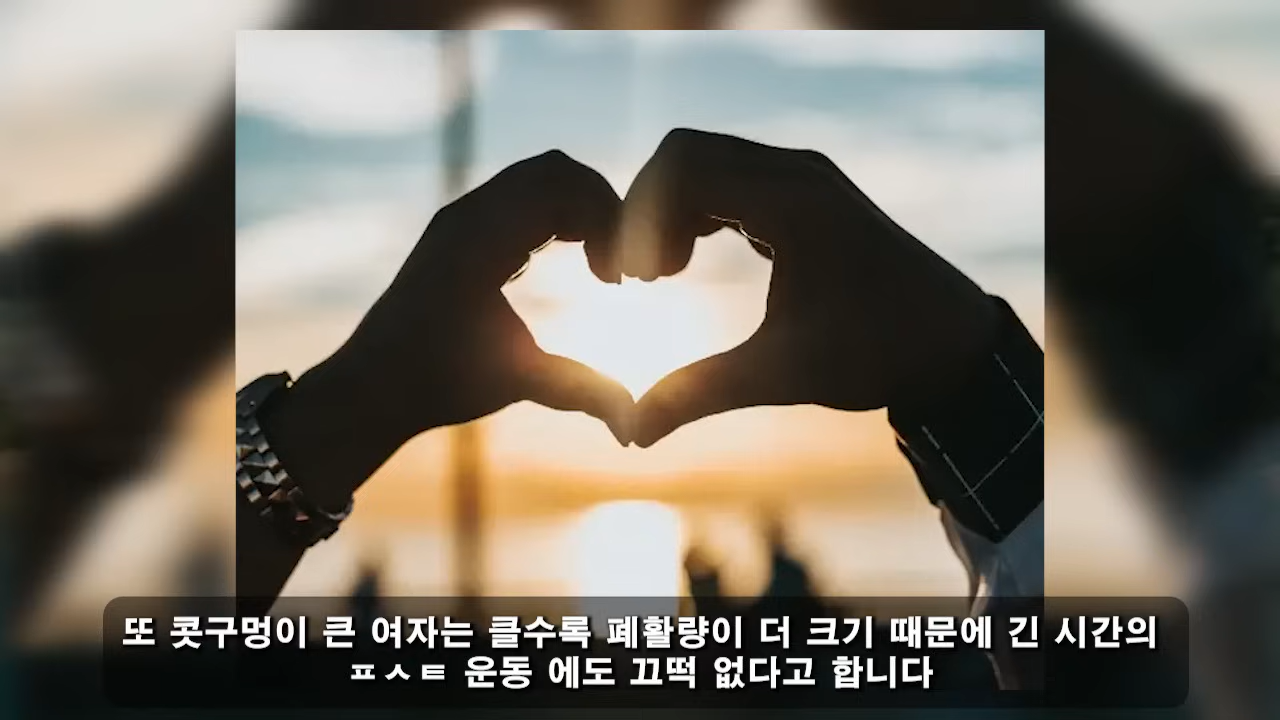 또 콧구멍이 큰 여자는 클수록 폐활량이 더 크기 때문에 긴 시간의
ㅍㅅㅌ 운동 에도 끄떡 없다고 합니다